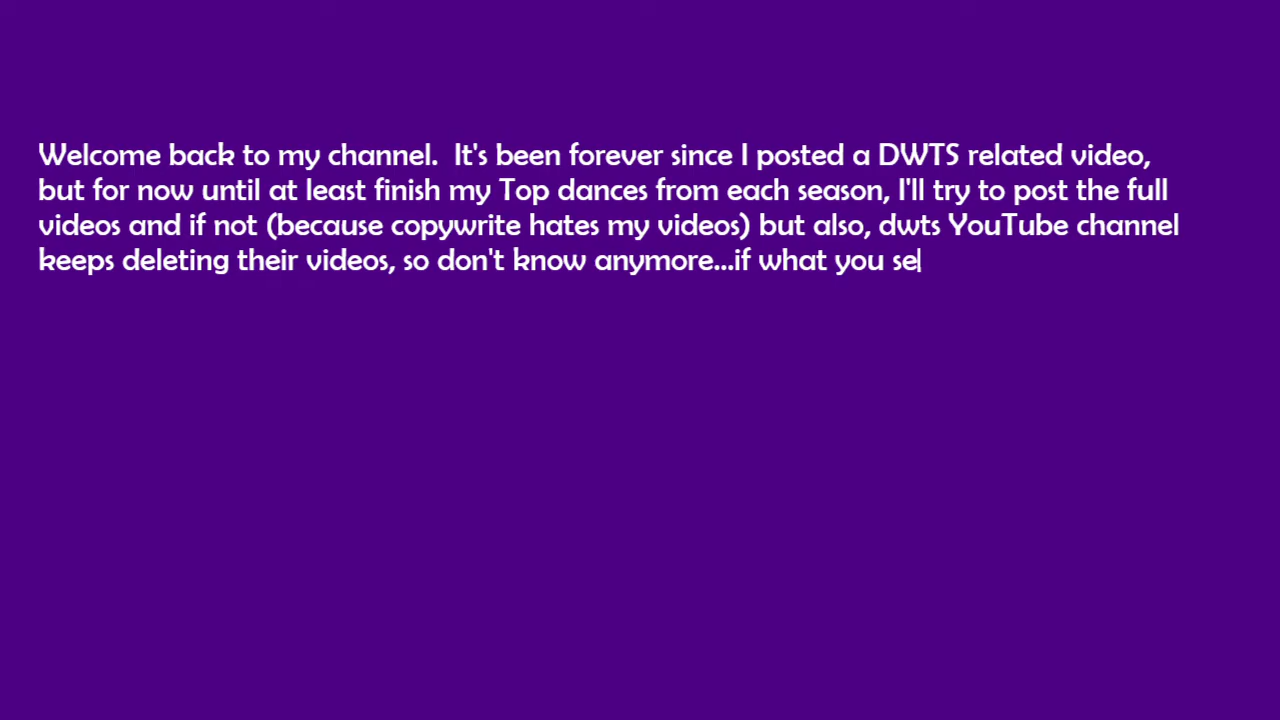 Welcome back to my channel.  It's been forever since I posted a DWTS related video,
but for now until at least finish my Top dances from each season, I'll try to post the full
videos and if not (because copywrite hates my videos) but also, dwts YouTube channel
keeps deleting their videos, so don't know anymore...if what you se